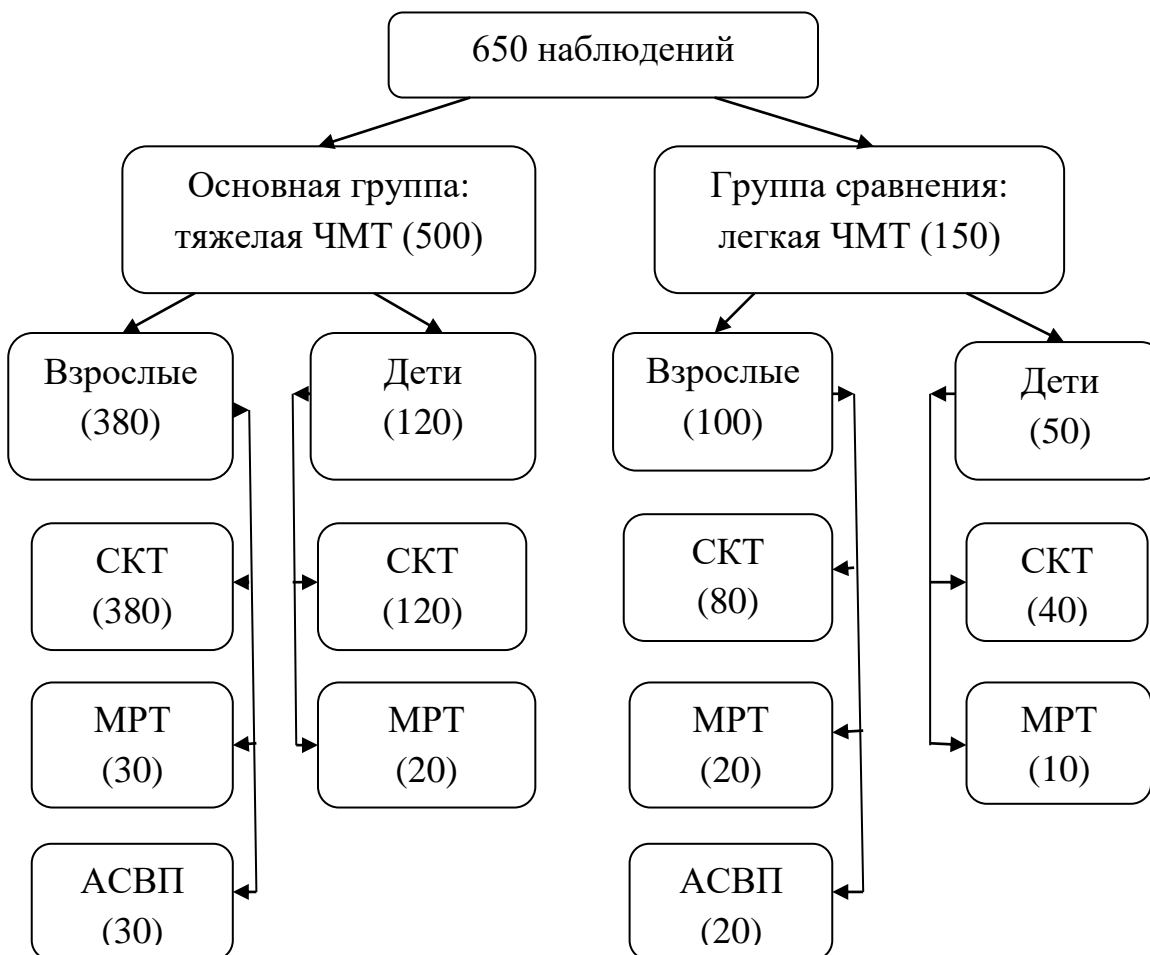 650 наблюдений
Основная группа:
тяжелая ЧМТ (500)
Группа сравнения:
легкая ЧМТ (150)
Взрослые
(380)
Дети
(120)
Взрослые
(100)
Дети
(50)
СКТ
(380)
СКТ
(120)
СКТ
(80)
СКТ
(40)
МРТ
(30)
МРТ
(20)
МРТ
(20)
МРТ
(10)
АСВП
(30)
АСВП
(20)